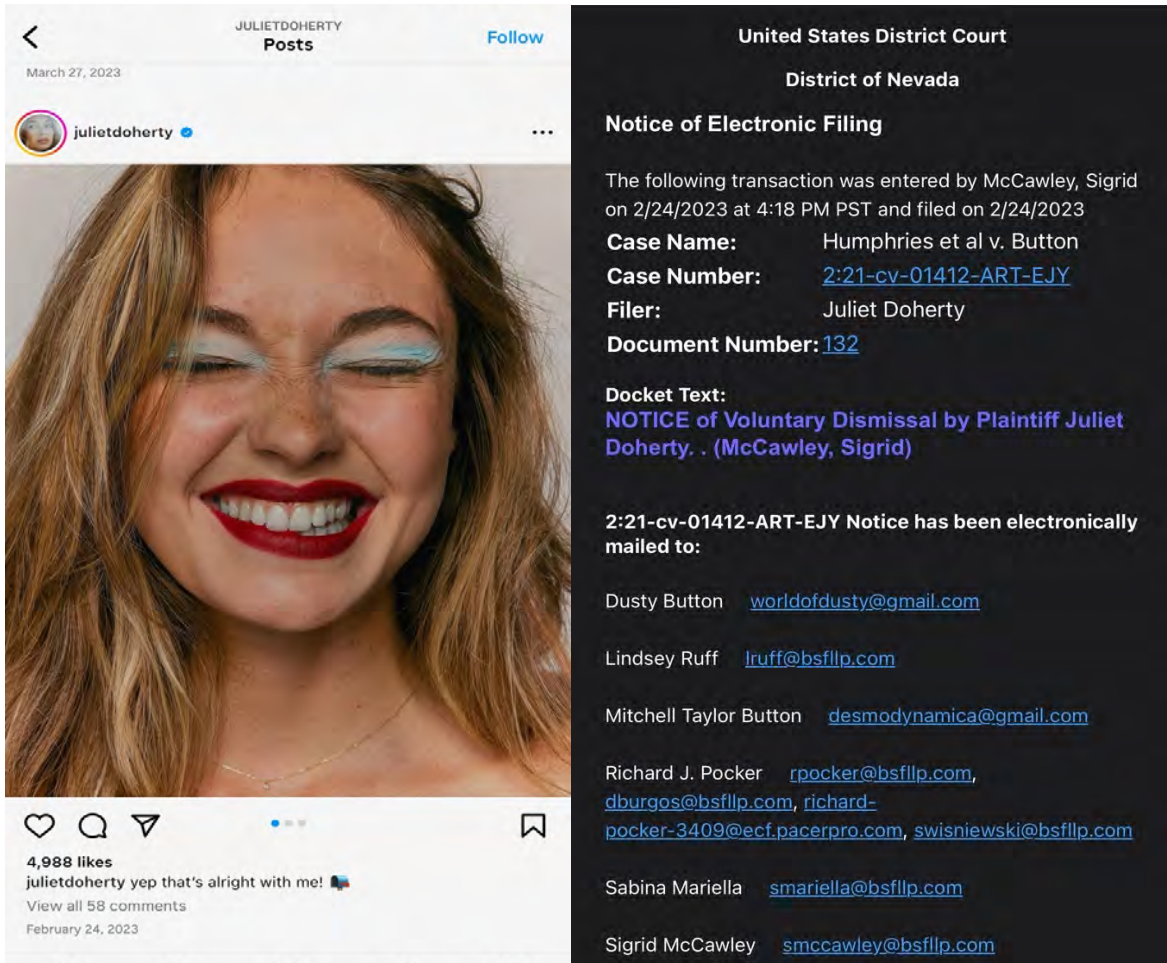 JULIETDOHERTY
Posts
Follow
March 27, 2023
julietdoherty
4,988 likes
julietdoherty yep that's alright with me!
View all 58 comments
February 24, 2023
United States District Court
District of Nevada
Notice of Electronic Filing
The following transaction was entered by McCawley, Sigrid
on 2/24/2023 at 4:18 PM PST and filed on 2/24/2023
Case Name: Humphries et al v. Button
Case Number: 2:21-cv-01412-ART-EJY
Filer: Juliet Doherty
Document Number: 132
Docket Text:
NOTICE of Voluntary Dismissal by Plaintiff Juliet
Doherty. . (McCawley, Sigrid)
2:21-cv-01412-ART-EJY Notice has been electronically
mailed to:
Dusty Button worldofdusty@gmail.com
Lindsey Ruff lruff@bsfllp.com
Mitchell Taylor Button desmodynamica@gmail.com
Richard J. Pocker rpocker@bsfllp.com,
dburgos@bsfllp.com, richard-
pocker-3409@ecf.pacerpro.com, swisniewski@bsfllp.com
Sabina Mariella smariella@bsfllp.com
Sigrid McCawley smccawley@bsfllp.com